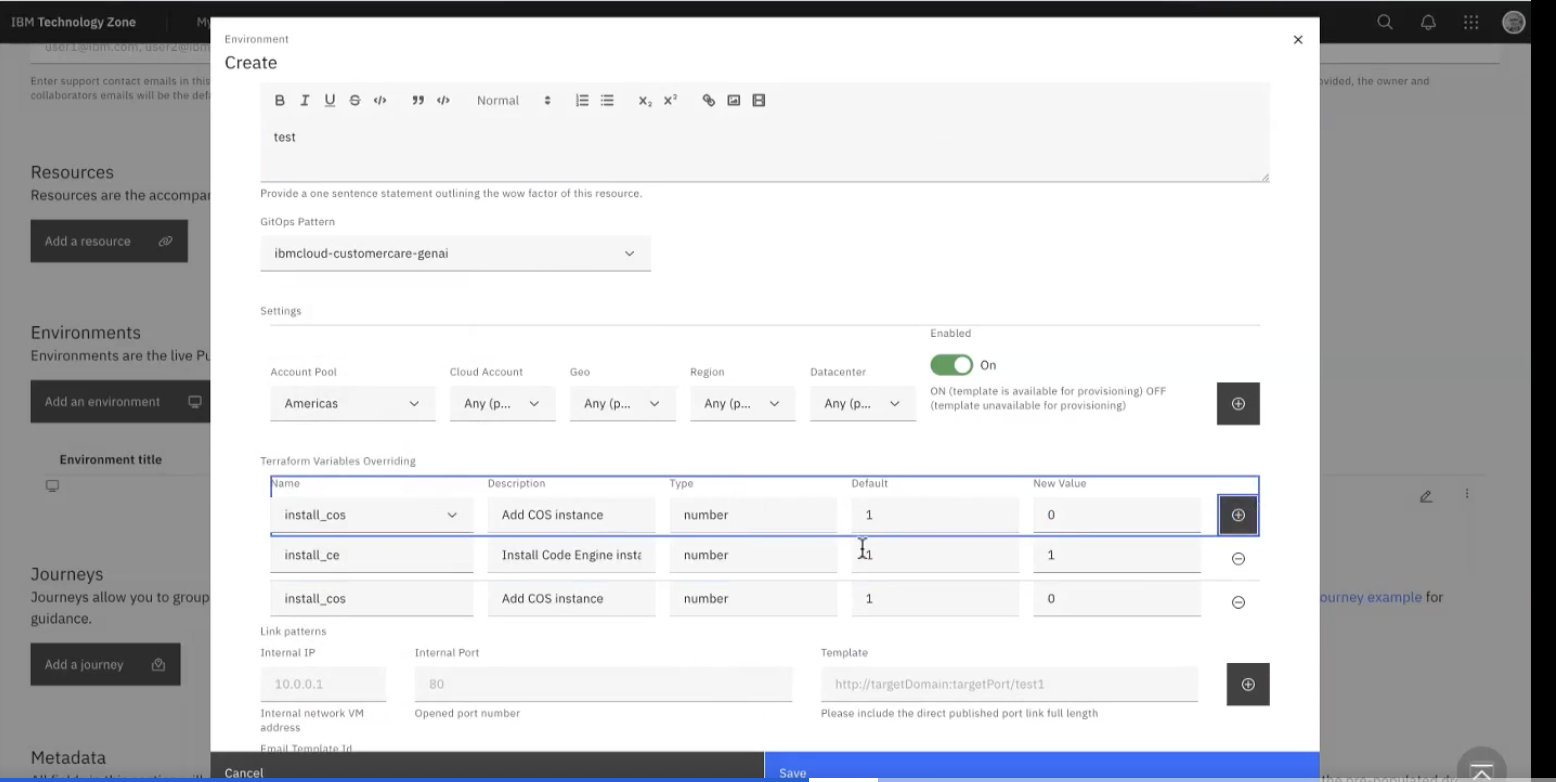 IBM Technology Zone
My
user1@ibm.com, user2@ibm
Enter support contact emails in this
collaborators emails will be the defa
ovided, the owner and
Environment
Create
Normal
test
Provide a one sentence statement outlining the wow factor of this resource.
GitOps Pattern
ibmcloud-customercare-genai
Resources
Resources are the accompar
Add a resource
Environments
Environments are the live Pu
Add an environment
Environment title
Settings
Enabled
On
ON (template is available for provisioning) OFF
(template unavailable for provisioning)
Account Pool Cloud Account Geo Region Datacenter
Americas Any (p... Any (p... Any (p... Any (p...
Terraform Variables Overriding
Name Description Type Default New Value
install_cos Add COS instance number 1 0
install_ce Install Code Engine insta number 1 1
install_cos Add COS instance number 1 0
Journeys
Journeys allow you to group
guidance.
Add a journey
ourney example for
Link patterns
Internal IP Internal Port Template
10.0.0.1 80 http://targetDomain:targetPort/test1
Internal network VM
address
Opened port number
Please include the direct published port link full length
Email Template Id
Metadata
Cancel
Save